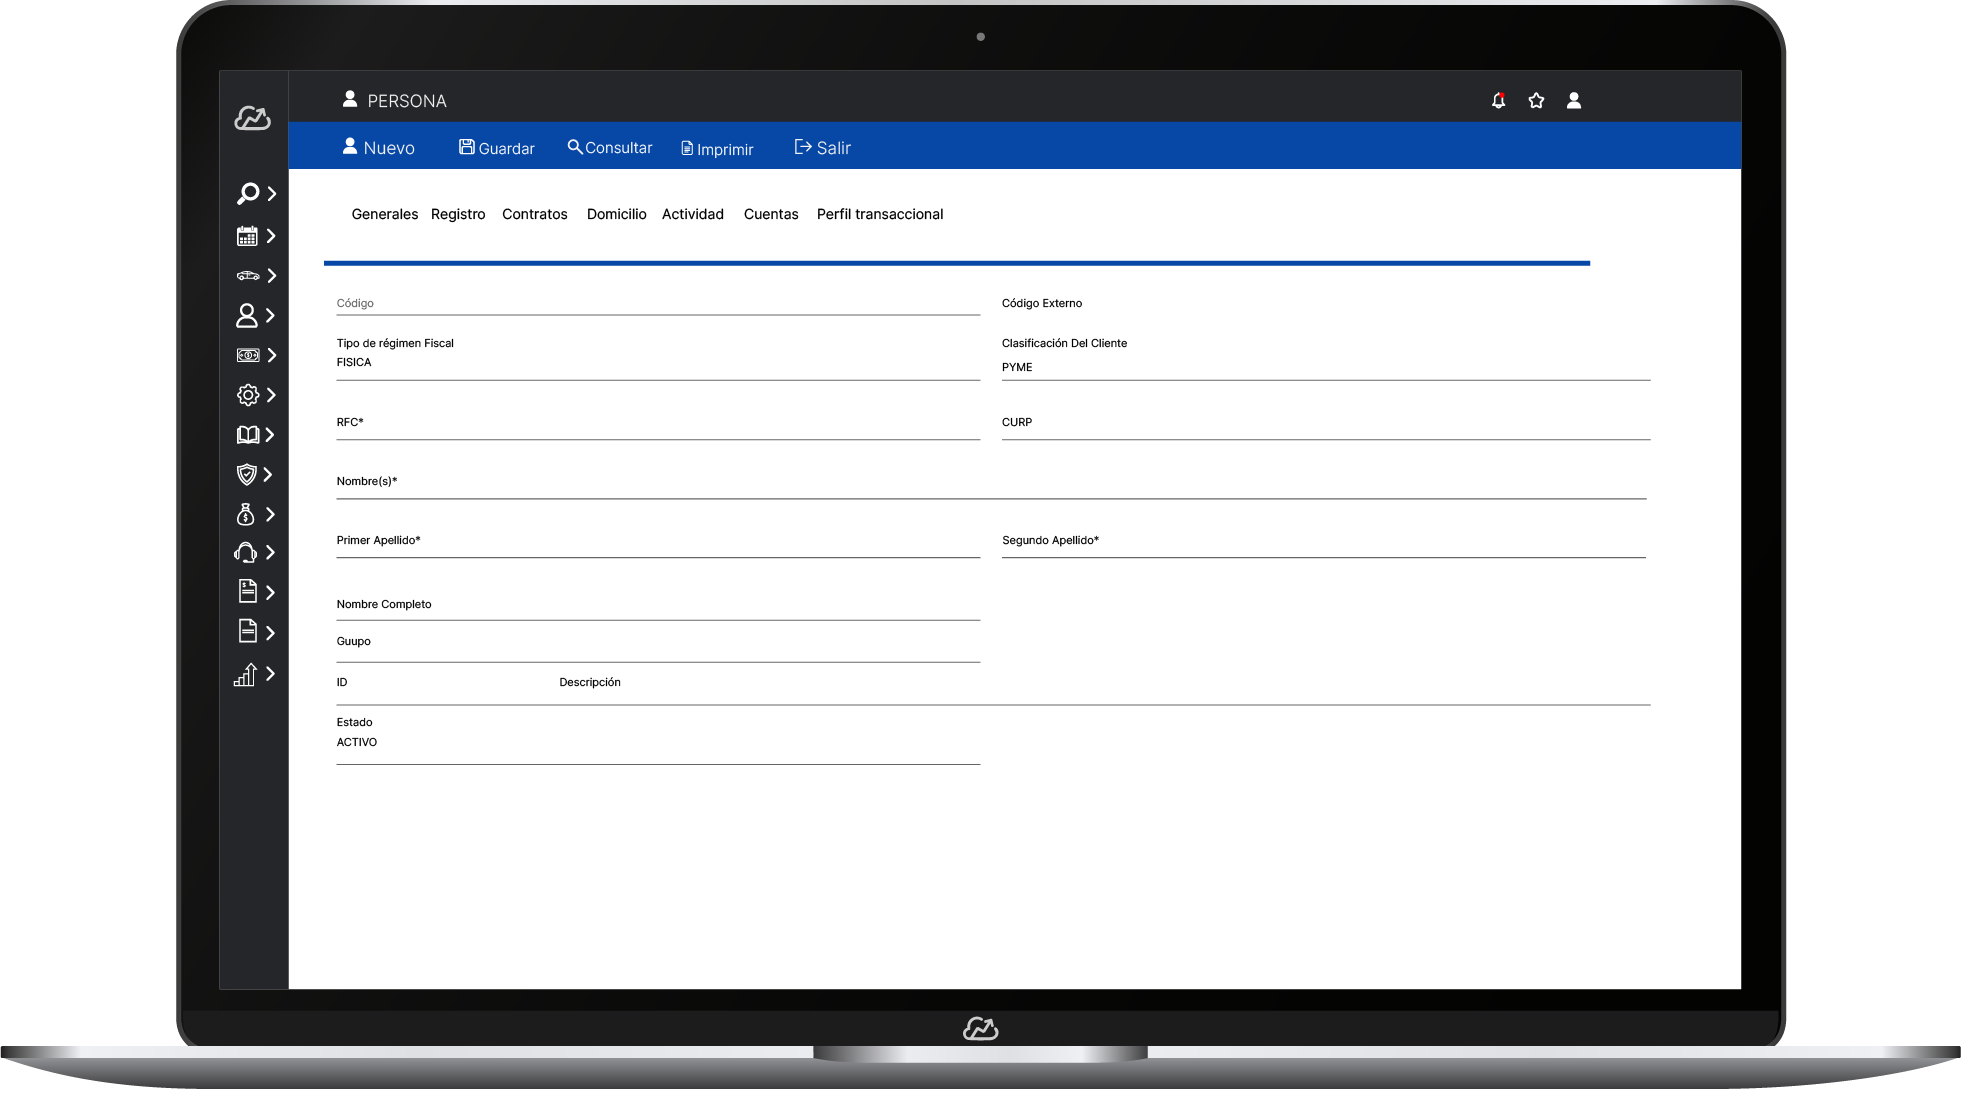 PERSONA
Nuevo Guardar Consultar Imprimir Salir
Generales Registro Contratos Domicilio Actividad Cuentas Perfil transaccional
Código Código Externo
Tipo de régimen Fiscal Clasificación Del Cliente
FISICA PYME
RFC* CURP
Nombre(s)*
Primer Apellido* Segundo Apellido*
Nombre Completo
Guupo
ID Descripción
Estado
ACTIVO